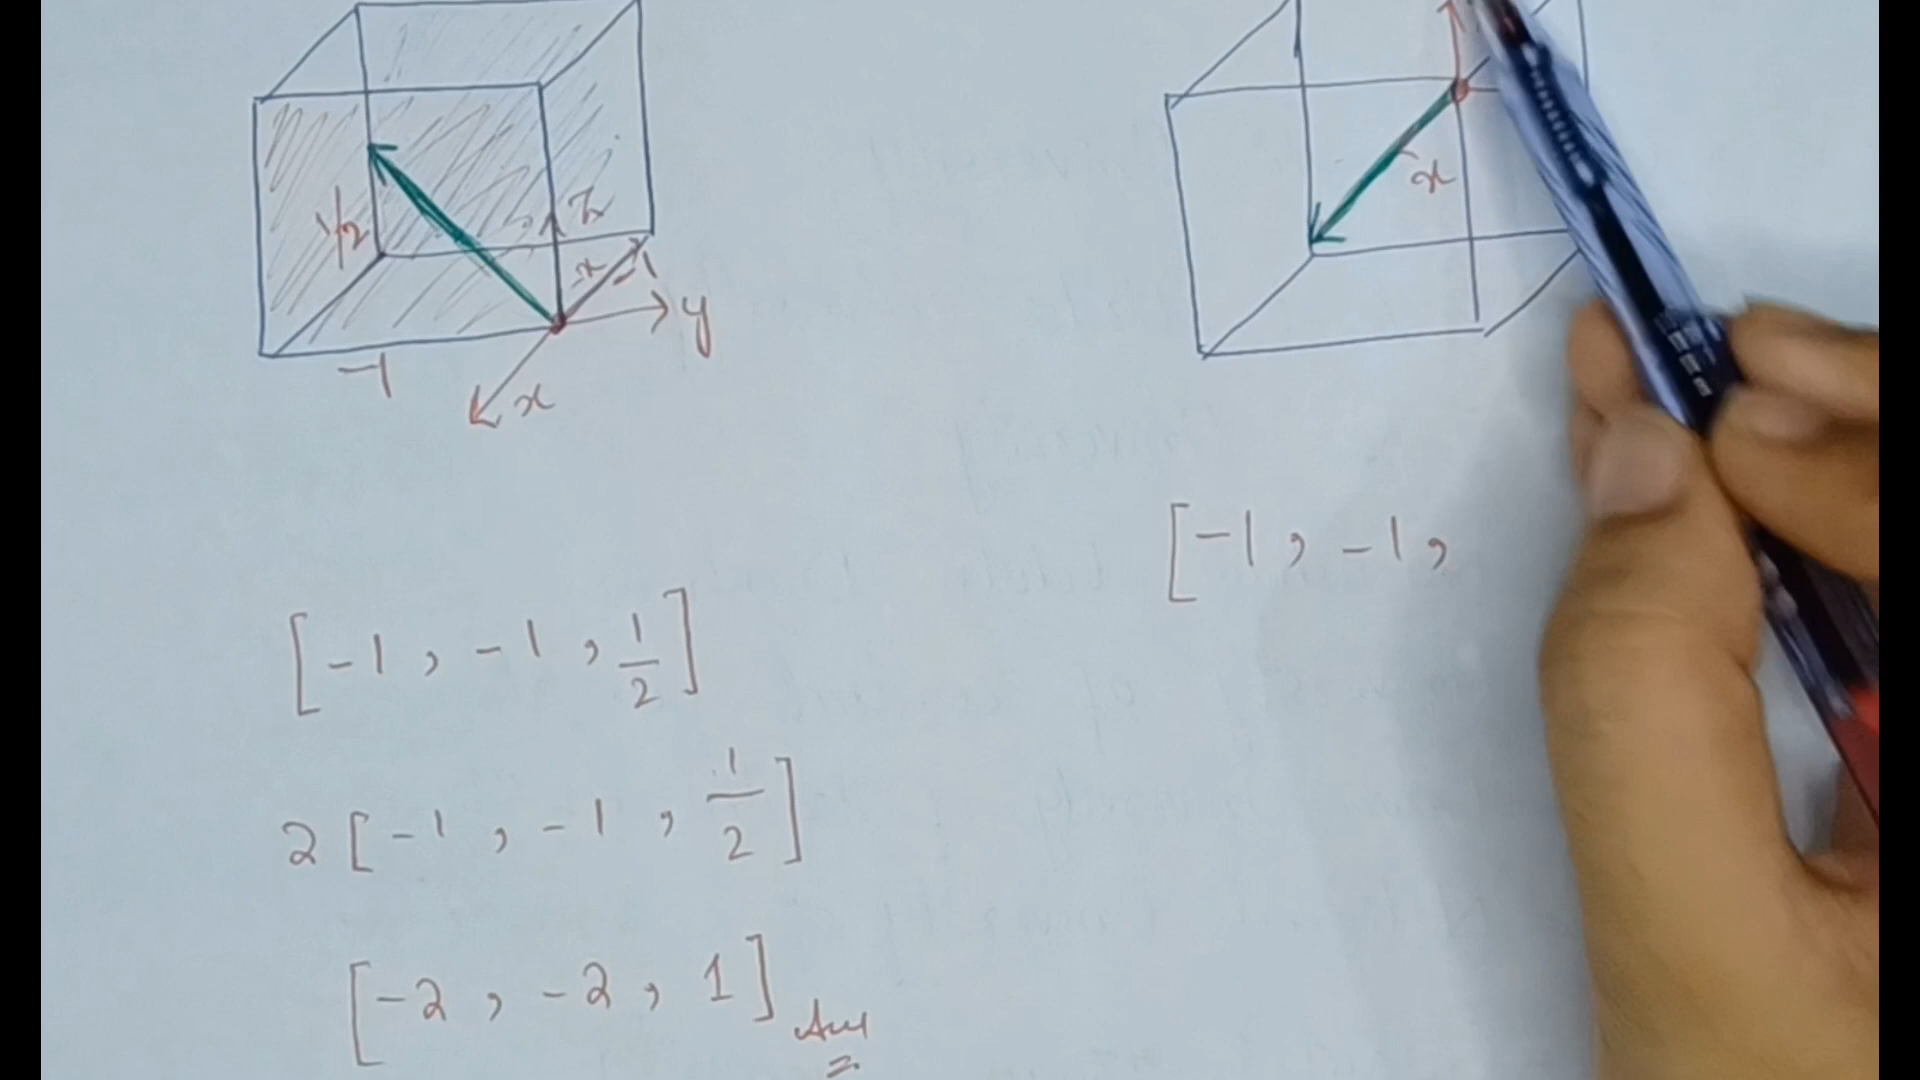 z
1/2
-x
-1
y
-1
x
[-1, -1, 1/2]
2[-1, -1, 1/2]
[-2, -2, 1] Ans
x
[-1, -1,